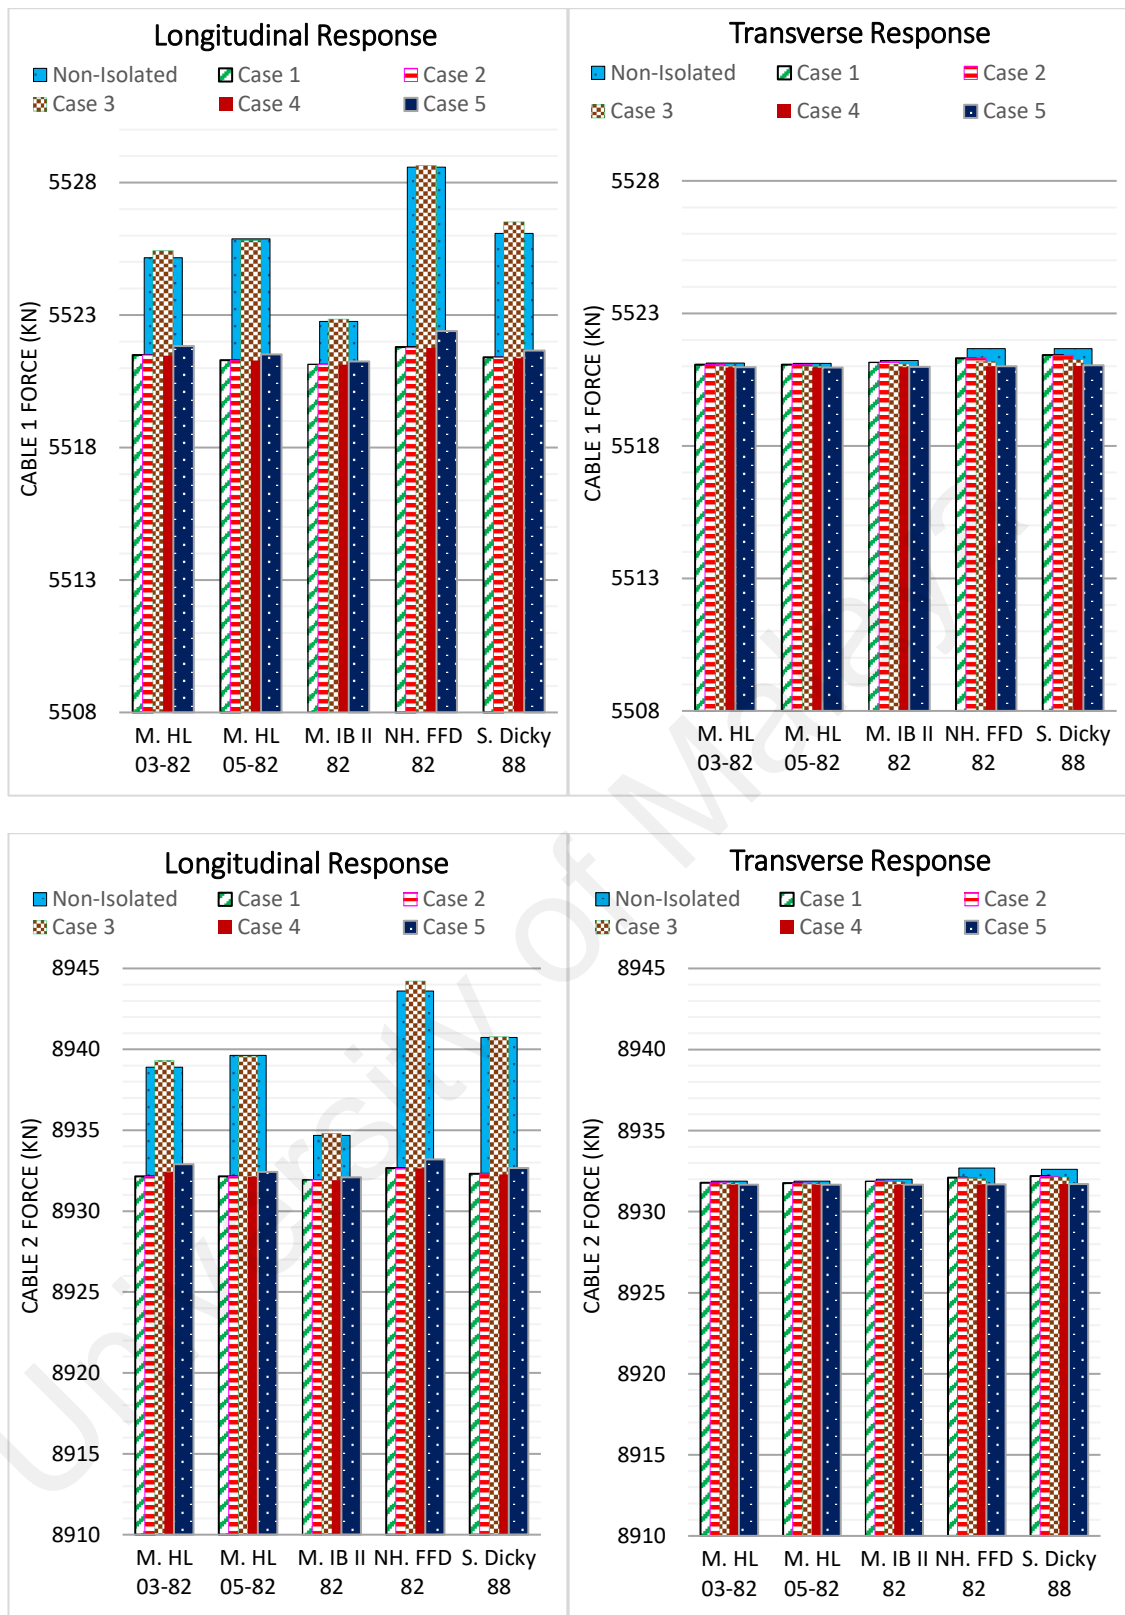 Longitudinal Response
Non-Isolated Case 1 Case 2
Case 3 Case 4 Case 5
CABLE 1 FORCE (KN)
5528
5523
5518
5513
5508
M. HL 03-82
M. HL 05-82
M. IB II 82
NH. FFD 82
S. Dicky 88
Transverse Response
Non-Isolated Case 1 Case 2
Case 3 Case 4 Case 5
CABLE 1 FORCE (KN)
5528
5523
5518
5513
5508
M. HL 03-82
M. HL 05-82
M. IB II 82
NH. FFD 82
S. Dicky 88
Longitudinal Response
Non-Isolated Case 1 Case 2
Case 3 Case 4 Case 5
CABLE 2 FORCE (KN)
8945
8940
8935
8930
8925
8920
8915
8910
M. HL 03-82
M. HL 05-82
M. IB II 82
NH. FFD 82
S. Dicky 88
Transverse Response
Non-Isolated Case 1 Case 2
Case 3 Case 4 Case 5
CABLE 2 FORCE (KN)
8945
8940
8935
8930
8925
8920
8915
8910
M. HL 03-82
M. HL 05-82
M. IB II 82
NH. FFD 82
S. Dicky 88
University of Malaya